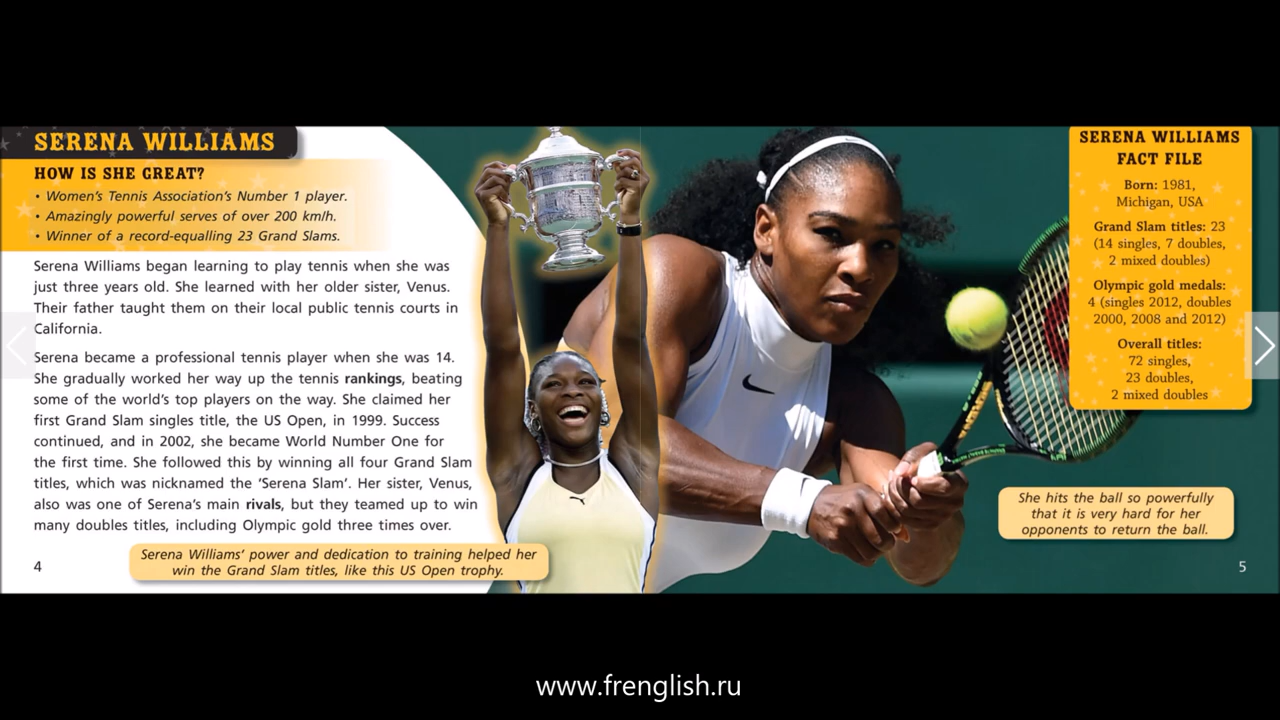 SERENA WILLIAMS
HOW IS SHE GREAT?
• Women's Tennis Association's Number 1 player.
• Amazingly powerful serves of over 200 km/h.
• Winner of a record-equalling 23 Grand Slams.
Serena Williams began learning to play tennis when she was
just three years old. She learned with her older sister, Venus.
Their father taught them on their local public tennis courts in
California.
Serena became a professional tennis player when she was 14.
She gradually worked her way up the tennis rankings, beating
some of the world's top players on the way. She claimed her
first Grand Slam singles title, the US Open, in 1999. Success
continued, and in 2002, she became World Number One for
the first time. She followed this by winning all four Grand Slam
titles, which was nicknamed the ‘Serena Slam’. Her sister, Venus,
also was one of Serena's main rivals, but they teamed up to win
many doubles titles, including Olympic gold three times over.
Serena Williams' power and dedication to training helped her
win the Grand Slam titles, like this US Open trophy.
4
SERENA WILLIAMS
FACT FILE
Born: 1981,
Michigan, USA
Grand Slam titles: 23
(14 singles, 7 doubles,
2 mixed doubles)
Olympic gold medals:
4 (singles 2012, doubles
2000, 2008 and 2012)
Overall titles:
72 singles,
23 doubles,
2 mixed doubles
She hits the ball so powerfully
that it is very hard for her
opponents to return the ball.
5
www.frenglish.ru